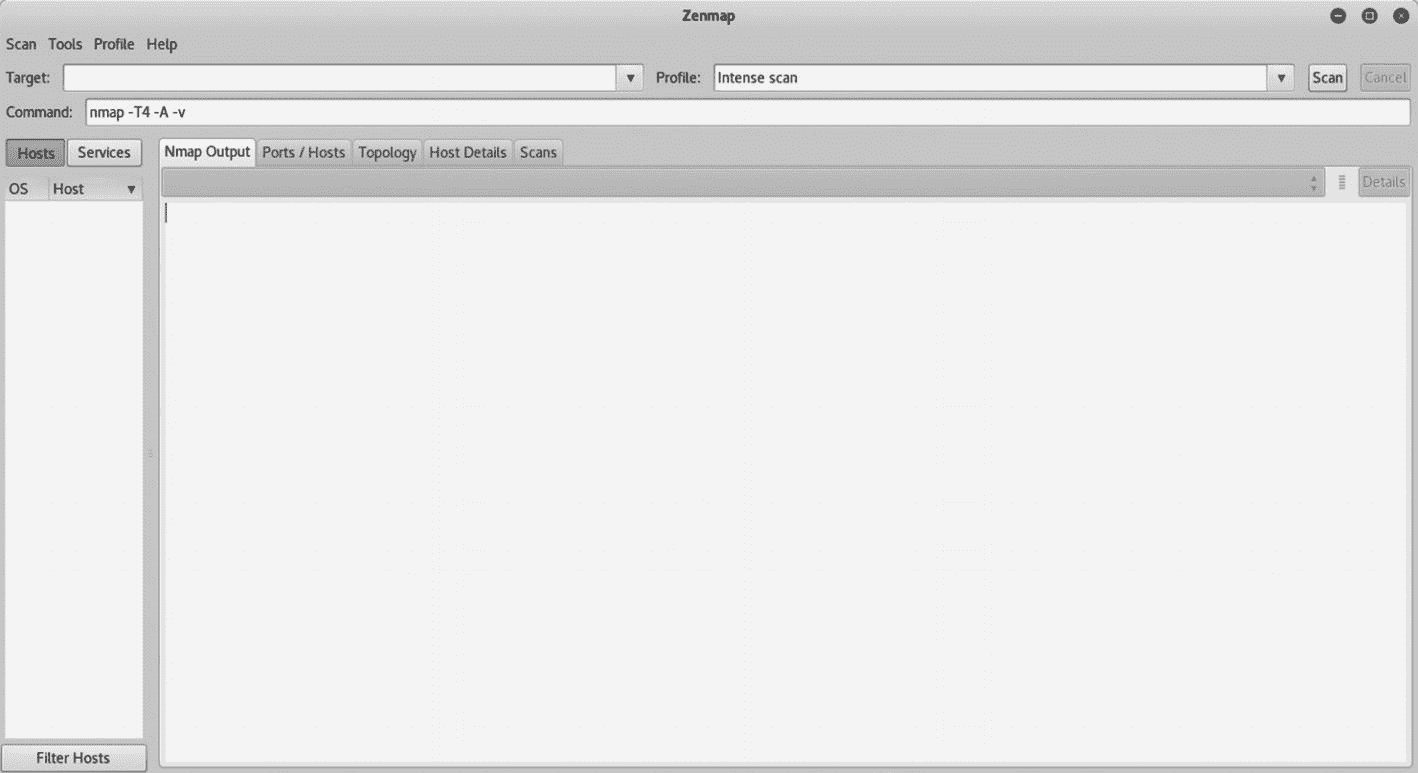 Zenmap
Scan Tools Profile Help
Target: Profile: Intense scan Scan Cancel
Command: nmap -T4 -A -v
Hosts Services Nmap Output Ports / Hosts Topology Host Details Scans
OS Host Details
Filter Hosts